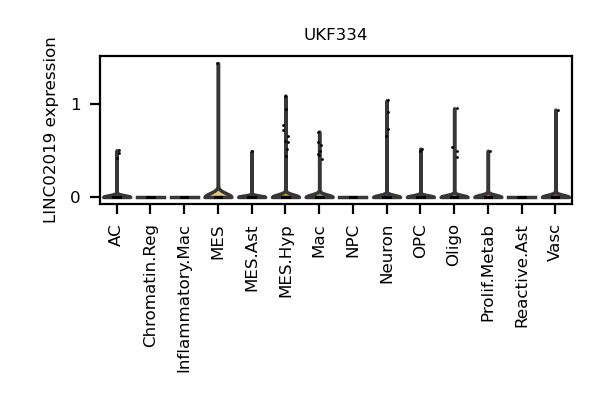 UKF334
LINC02019 expression
1
0
AC
Chromatin.Reg
Inflammatory.Mac
MES
MES.Ast
MES.Hyp
Mac
NPC
Neuron
OPC
Oligo
Prolif.Metab
Reactive.Ast
Vasc